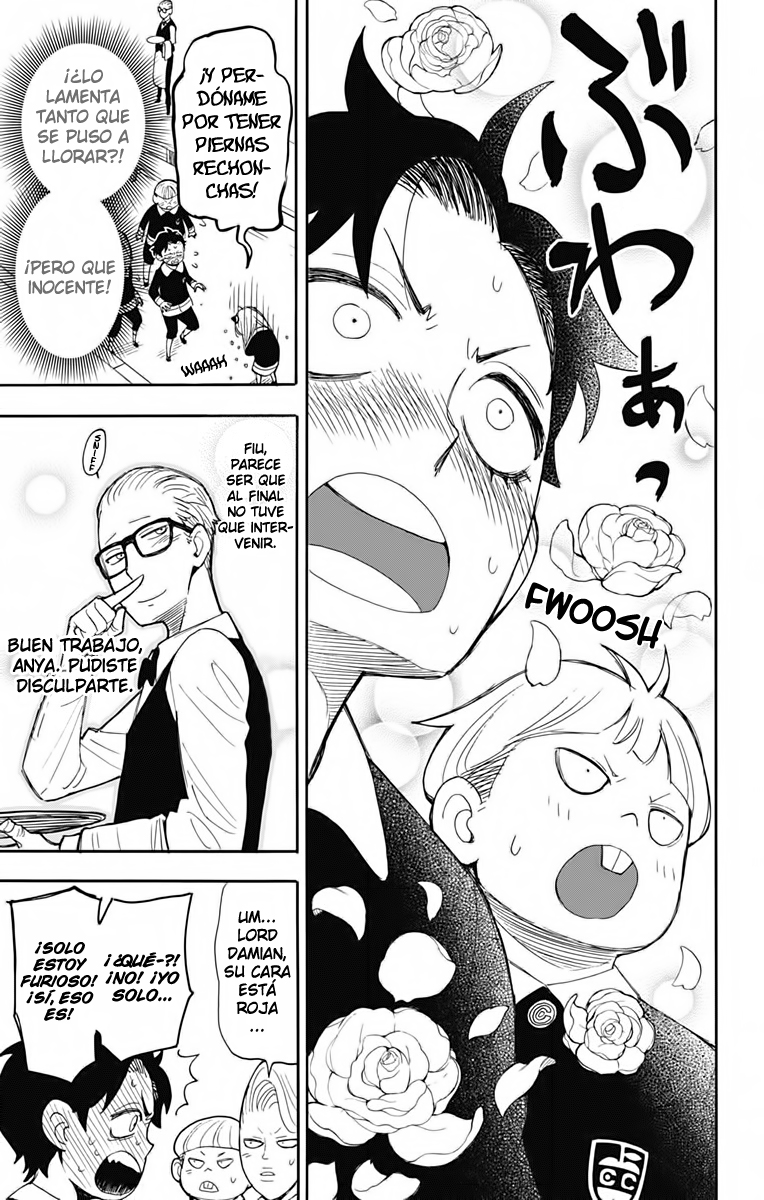 ぶわぁっ
FWOOSH
¡Y PER-
DÓNAME
POR TENER
PIERNAS
RECHON-
CHAS!
¡¿LO
LAMENTA
TANTO QUE
SE PUSO A
LLORAR?!
¡PERO QUE
INOCENTE!
WAAAH
FIU,
PARECE
SER QUE
AL FINAL
NO TUVE
QUE INTER-
VENIR.
SNIFF
BUEN TRABAJO,
ANYA. PUDISTE
DISCULPARTE.
UM...
LORD
DAMIAN,
SU CARA
ESTÁ
ROJA
...
¡¿QUÉ-?!
¡NO! ¡YO
SOLO...
¡SOLO
ESTOY
FURIOSO!
¡SÍ, ESO
ES!
C
C C